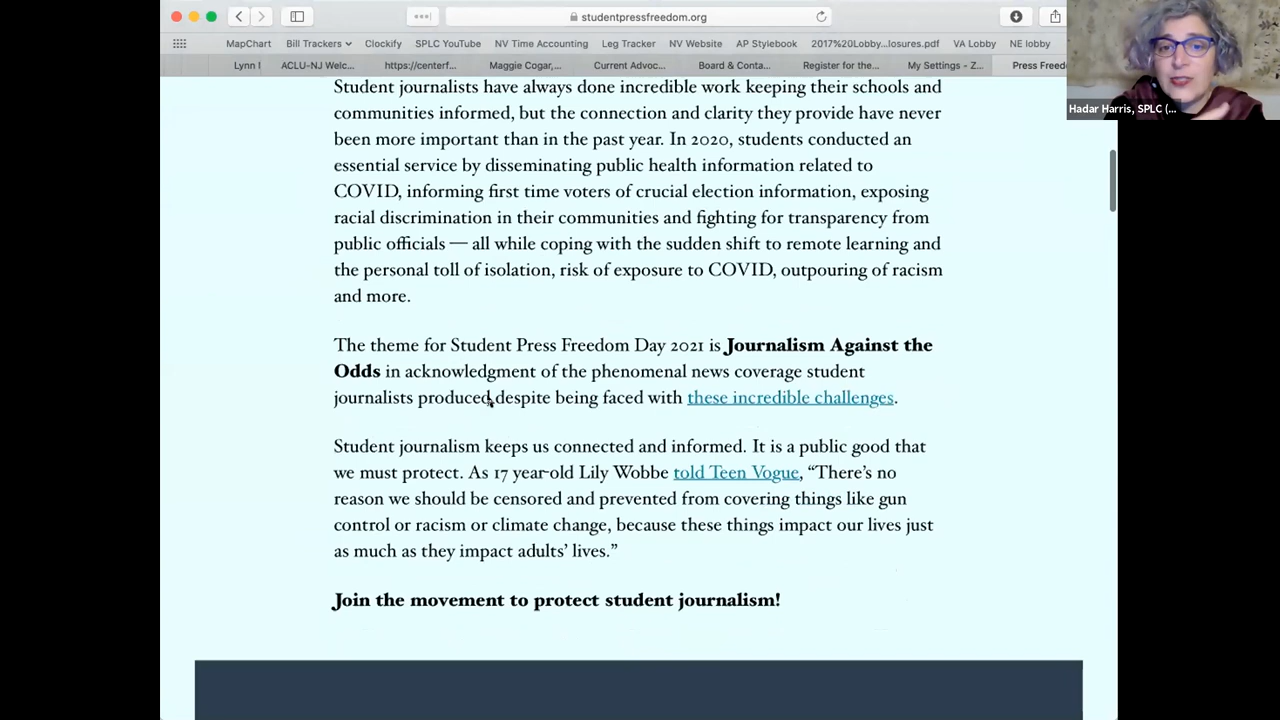 studentpressfreedom.org
MapChart Bill Trackers Clockify SPLC YouTube NV Time Accounting Leg Tracker NV Website AP Stylebook 2017%20Lobby...losures.pdf VA Lobby NE lobby
Lynn ACLU-NJ Welc... https://centerf... Maggie Cogar,... Current Advoc... Board & Conta... Register for the... My Settings - Z... Press Freed
Hadar Harris, SPLC (...
Student journalists have always done incredible work keeping their schools and
communities informed, but the connection and clarity they provide have never
been more important than in the past year. In 2020, students conducted an
essential service by disseminating public health information related to
COVID, informing first time voters of crucial election information, exposing
racial discrimination in their communities and fighting for transparency from
public officials — all while coping with the sudden shift to remote learning and
the personal toll of isolation, risk of exposure to COVID, outpouring of racism
and more.
The theme for Student Press Freedom Day 2021 is Journalism Against the
Odds in acknowledgment of the phenomenal news coverage student
journalists produced despite being faced with these incredible challenges.
Student journalism keeps us connected and informed. It is a public good that
we must protect. As 17 year-old Lily Wobbe told Teen Vogue, “There’s no
reason we should be censored and prevented from covering things like gun
control or racism or climate change, because these things impact our lives just
as much as they impact adults’ lives.”
Join the movement to protect student journalism!